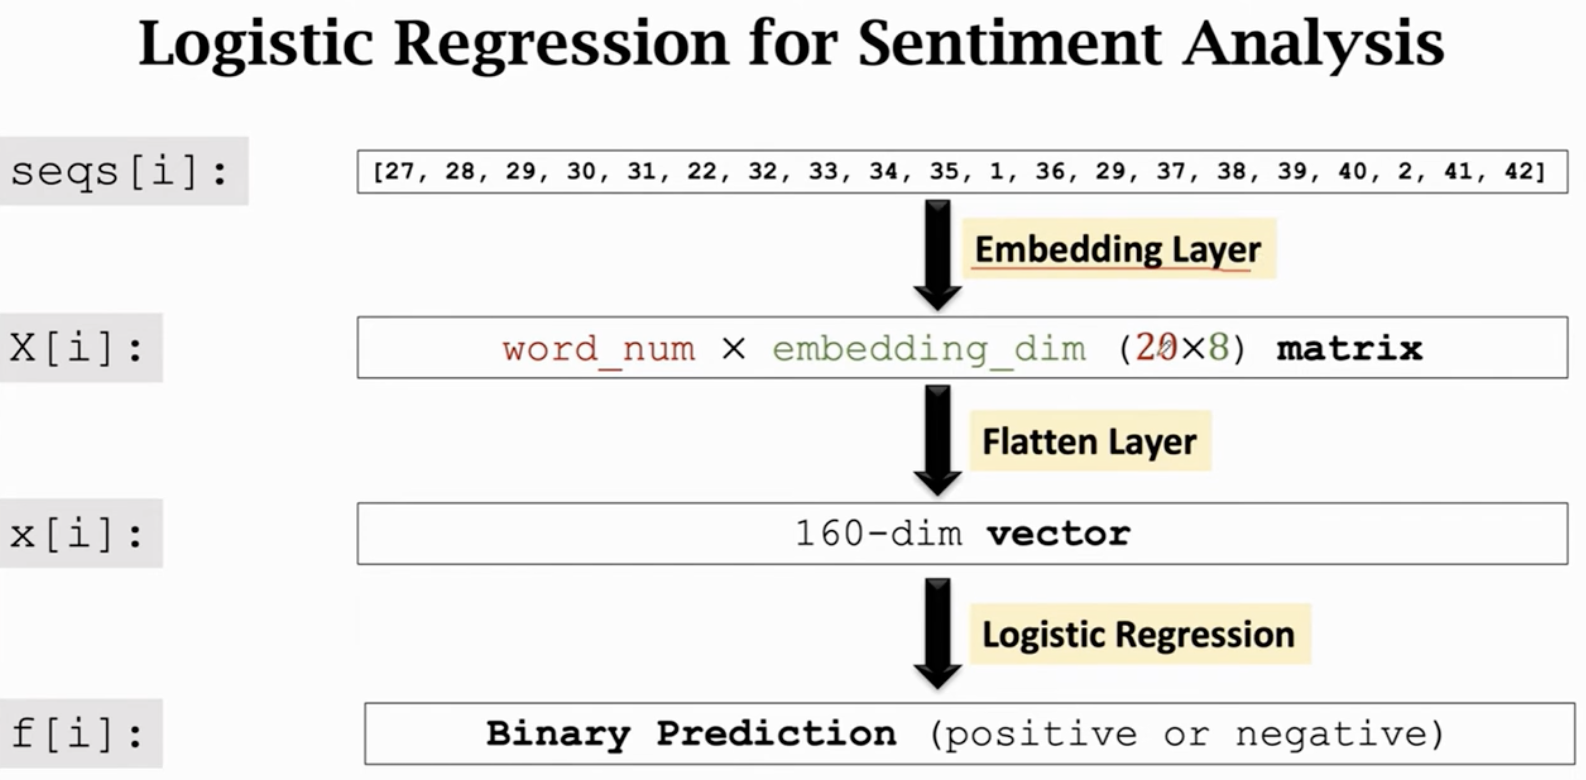 Logistic Regression for Sentiment Analysis
seqs[i]: [27, 28, 29, 30, 31, 22, 32, 33, 34, 35, 1, 36, 29, 37, 38, 39, 40, 2, 41, 42]
Embedding Layer
X[i]: word_num × embedding_dim (20×8) matrix
Flatten Layer
x[i]: 160-dim vector
Logistic Regression
f[i]: Binary Prediction (positive or negative)